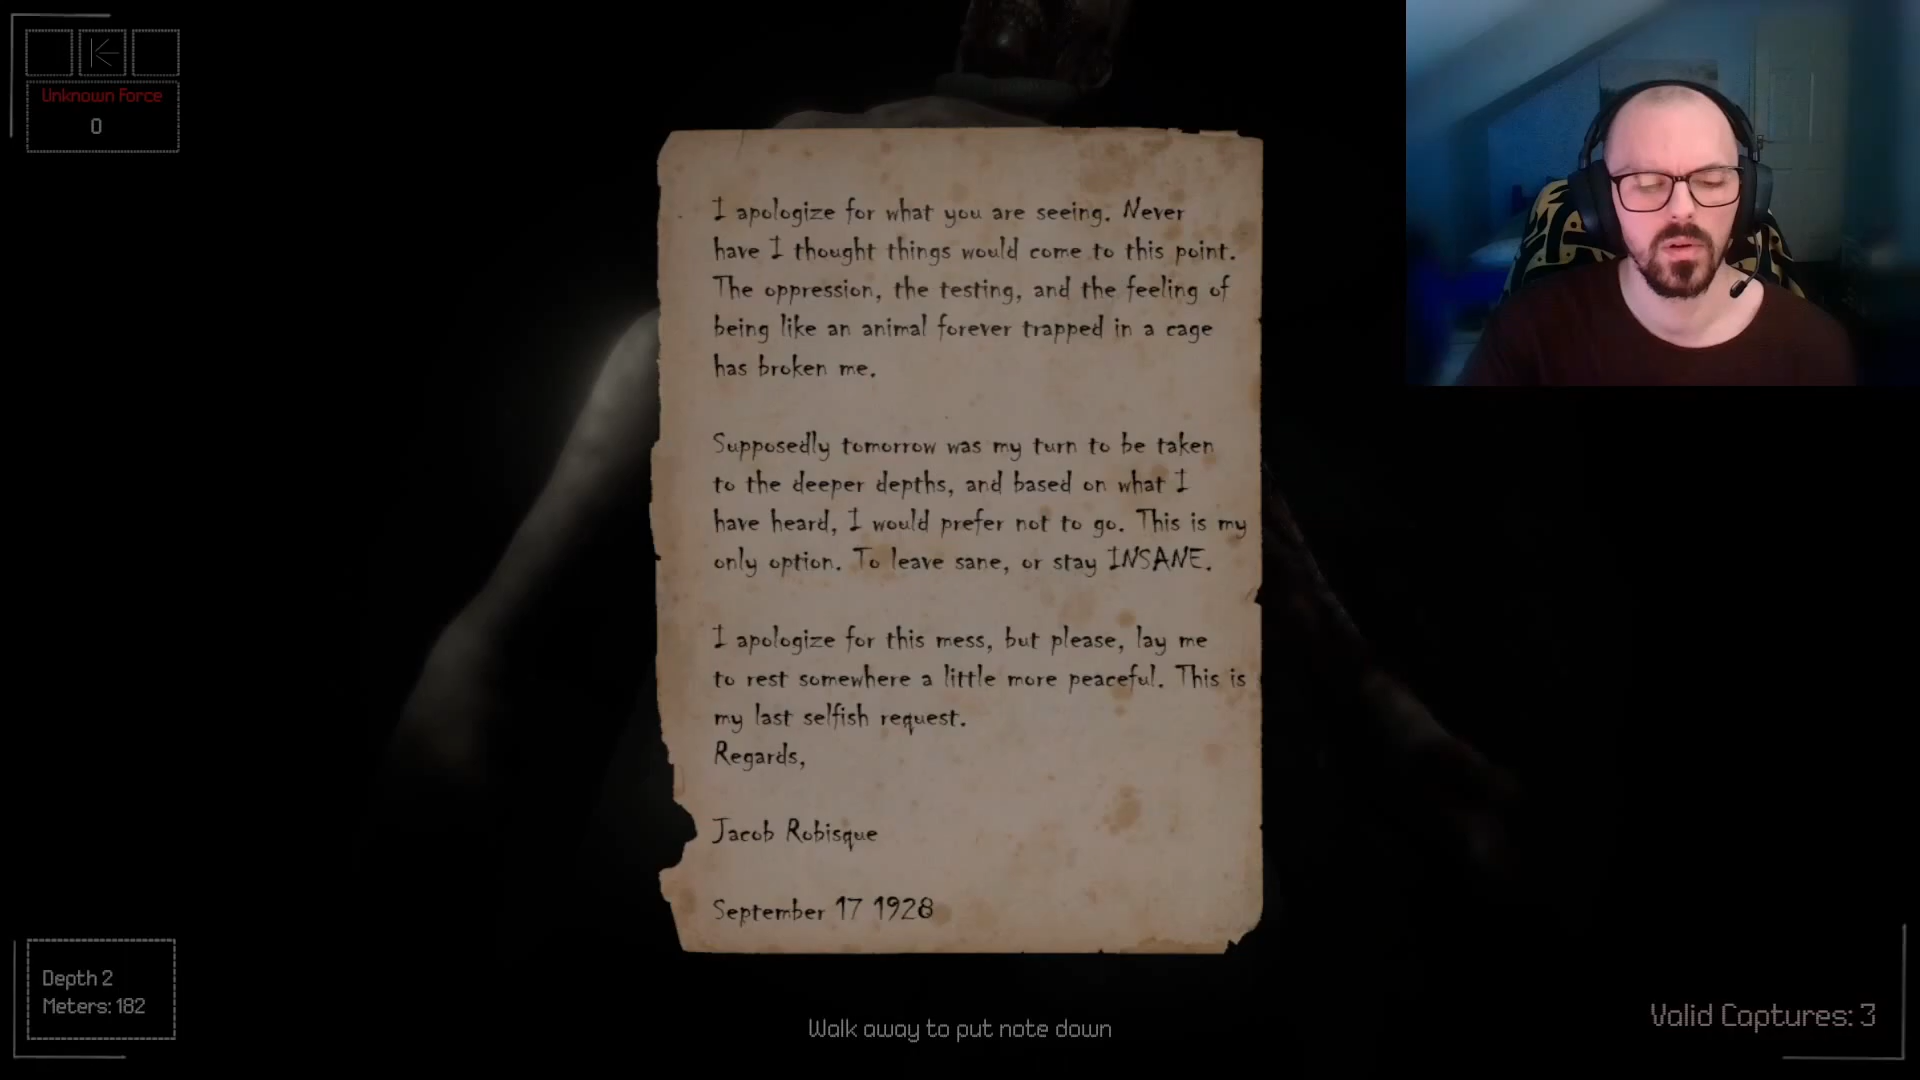 Unknown Force
0
I apologize for what you are seeing. Never
have I thought things would come to this point.
The oppression, the testing, and the feeling of
being like an animal forever trapped in a cage
has broken me.
Supposedly tomorrow was my turn to be taken
to the deeper depths, and based on what I
have heard, I would prefer not to go. This is my
only option. To leave sane, or stay INSANE.
I apologize for this mess, but please, lay me
to rest somewhere a little more peaceful. This is
my last selfish request.
Regards,
Jacob Robisque
September 17 1928
Depth 2
Meters: 182
Walk away to put note down
Valid Captures: 3